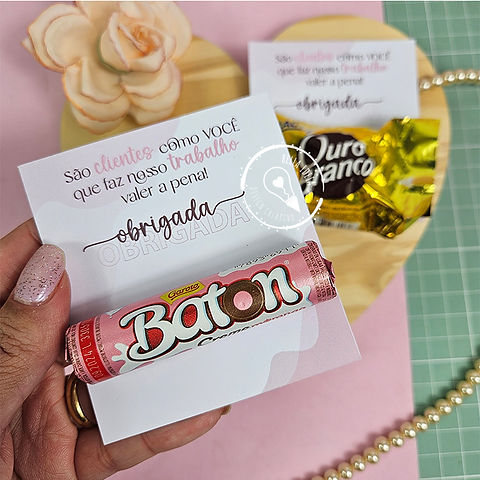 São clientes como VOCÊ
que faz nosso trabalho
valer a pena!
obrigada
OBRIGADA
Garoto
Baton
Creme
São clientes como VOCÊ
que faz nosso trabalho
valer a pena!
obrigada
Ouro
Branco